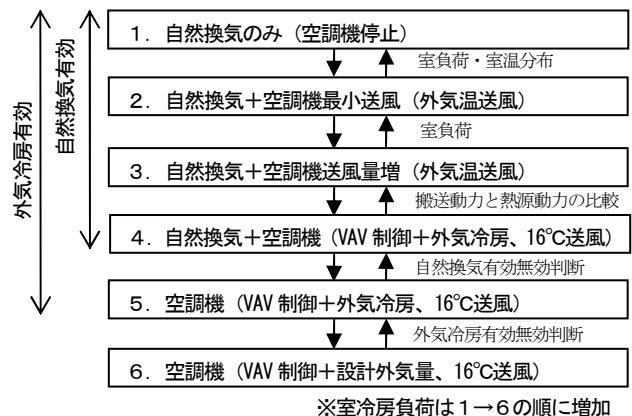 外気冷房有効
自然換気有効
１．自然換気のみ（空調機停止）
室負荷・室温分布
２．自然換気＋空調機最小送風（外気温送風）
室負荷
３．自然換気＋空調機送風量増（外気温送風）
搬送動力と熱源動力の比較
４．自然換気＋空調機（VAV 制御＋外気冷房、16℃送風）
自然換気有効無効判断
５．空調機（VAV 制御＋外気冷房、16℃送風）
外気冷房有効無効判断
６．空調機（VAV 制御＋設計外気量、16℃送風）
※室冷房負荷は１→６の順に増加